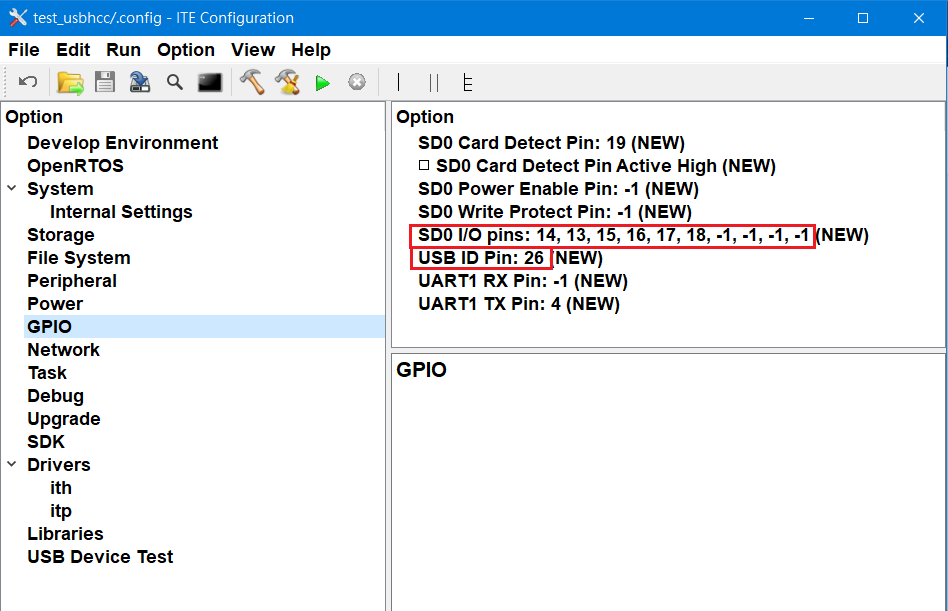 test_usbhcc/.config - ITE Configuration
File Edit Run Option View Help
Option
Develop Environment
OpenRTOS
System
Internal Settings
Storage
File System
Peripheral
Power
GPIO
Network
Task
Debug
Upgrade
SDK
Drivers
ith
itp
Libraries
USB Device Test
Option
SD0 Card Detect Pin: 19 (NEW)
SD0 Card Detect Pin Active High (NEW)
SD0 Power Enable Pin: -1 (NEW)
SD0 Write Protect Pin: -1 (NEW)
SD0 I/O pins: 14, 13, 15, 16, 17, 18, -1, -1, -1, -1 (NEW)
USB ID Pin: 26 (NEW)
UART1 RX Pin: -1 (NEW)
UART1 TX Pin: 4 (NEW)
GPIO